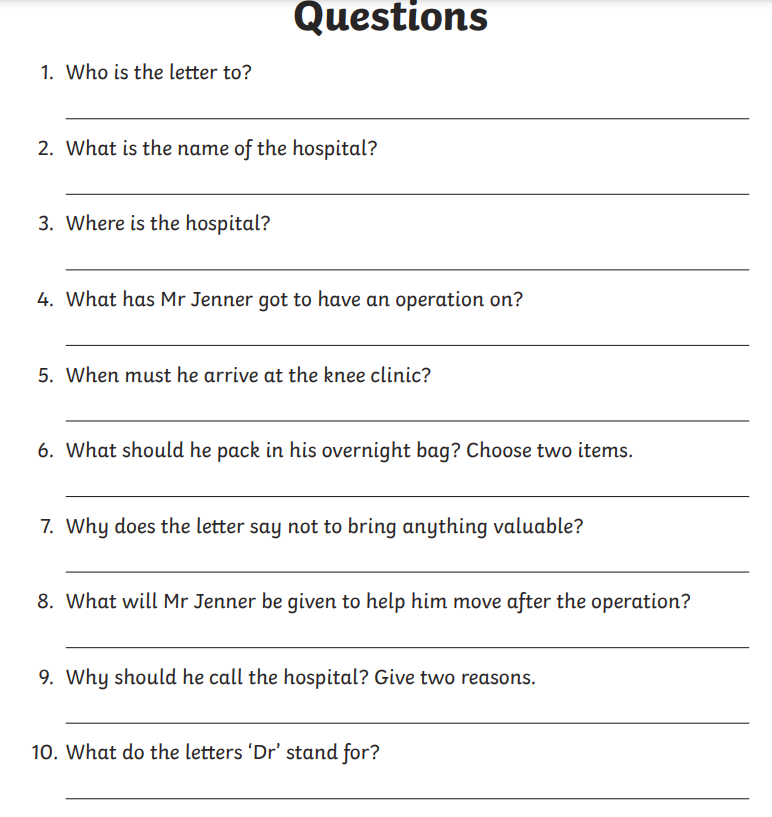 Questions
1. Who is the letter to?
2. What is the name of the hospital?
3. Where is the hospital?
4. What has Mr Jenner got to have an operation on?
5. When must he arrive at the knee clinic?
6. What should he pack in his overnight bag? Choose two items.
7. Why does the letter say not to bring anything valuable?
8. What will Mr Jenner be given to help him move after the operation?
9. Why should he call the hospital? Give two reasons.
10. What do the letters ‘Dr’ stand for?